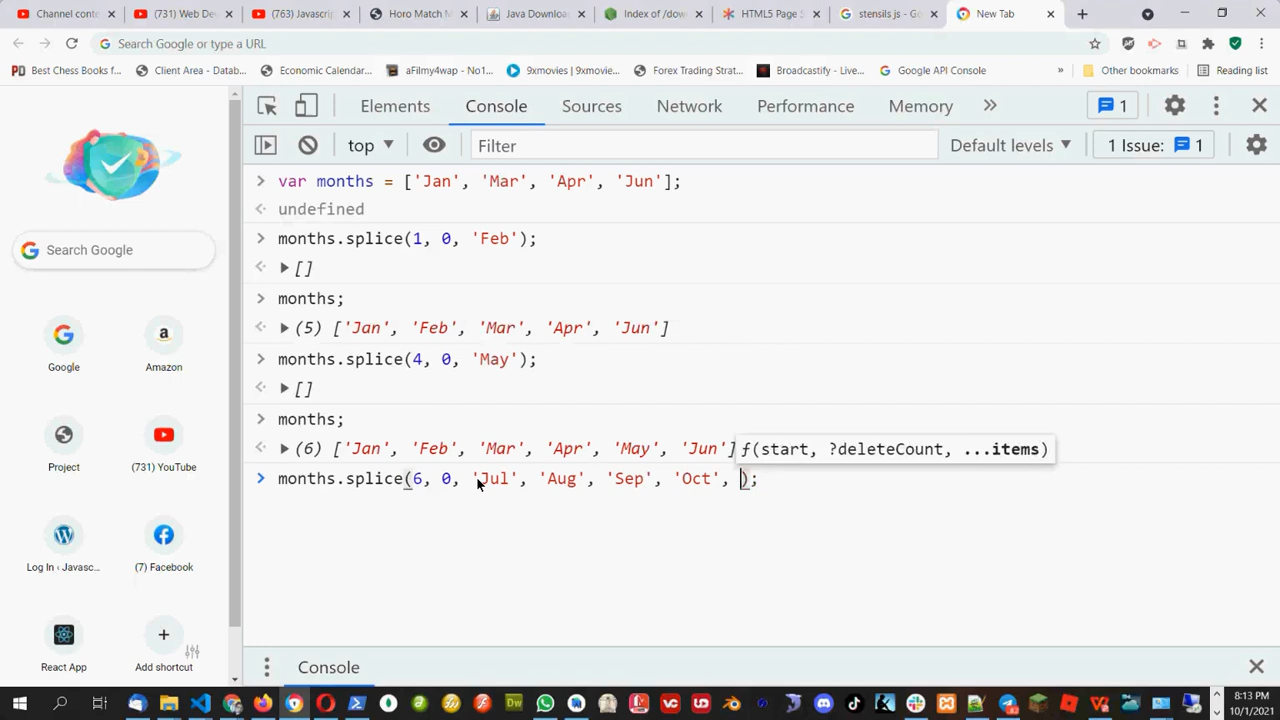 Channel conte
(731) Web De
(763) Javascrip
Horo Match M
Java Downloa
Index of /dow
HTML5 Page S
stensils js - Go
New Tab
Search Google or type a URL
Best Chess Books f...
Client Area - Datab...
Economic Calendar...
aFilmy4wap - No1...
9xmovies | 9xmovie...
Forex Trading Strat...
Broadcastify - Live...
Google API Console
»
Other bookmarks
Reading list
Elements
Console
Sources
Network
Performance
Memory
»
1
top
Filter
Default levels
1 Issue: 1
> var months = ['Jan', 'Mar', 'Apr', 'Jun'];
undefined
> months.splice(1, 0, 'Feb');
[]
> months;
(5) ['Jan', 'Feb', 'Mar', 'Apr', 'Jun']
> months.splice(4, 0, 'May');
[]
> months;
(6) ['Jan', 'Feb', 'Mar', 'Apr', 'May', 'Jun']
ƒ(start, ?deleteCount, ...items)
> months.splice(6, 0, 'Jul', 'Aug', 'Sep', 'Oct', );
Search Google
Google
Amazon
Project
(731) YouTube
Log In ‹ Javasc...
(7) Facebook
React App
Add shortcut
Console
8:13 PM
10/1/2021